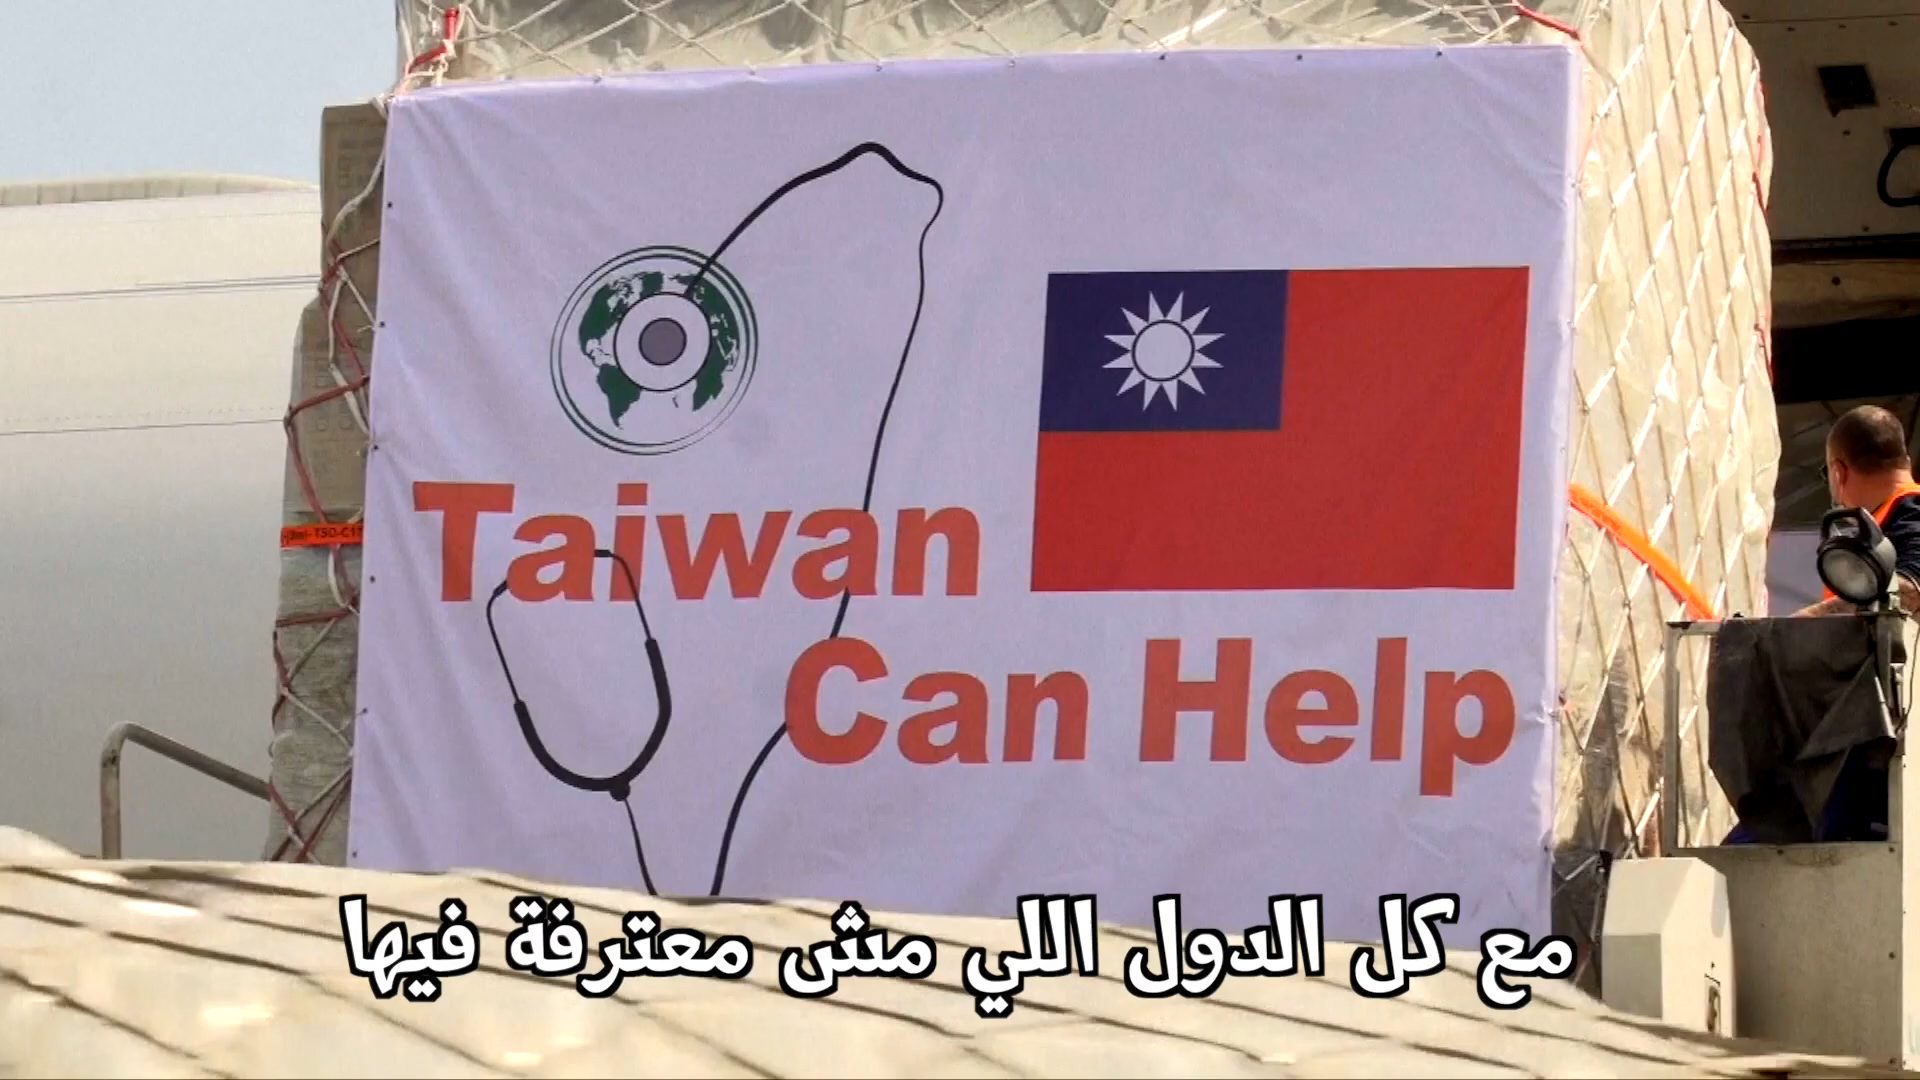 Taiwan
Can Help
مع كل الدول اللي مش معترفة فيها